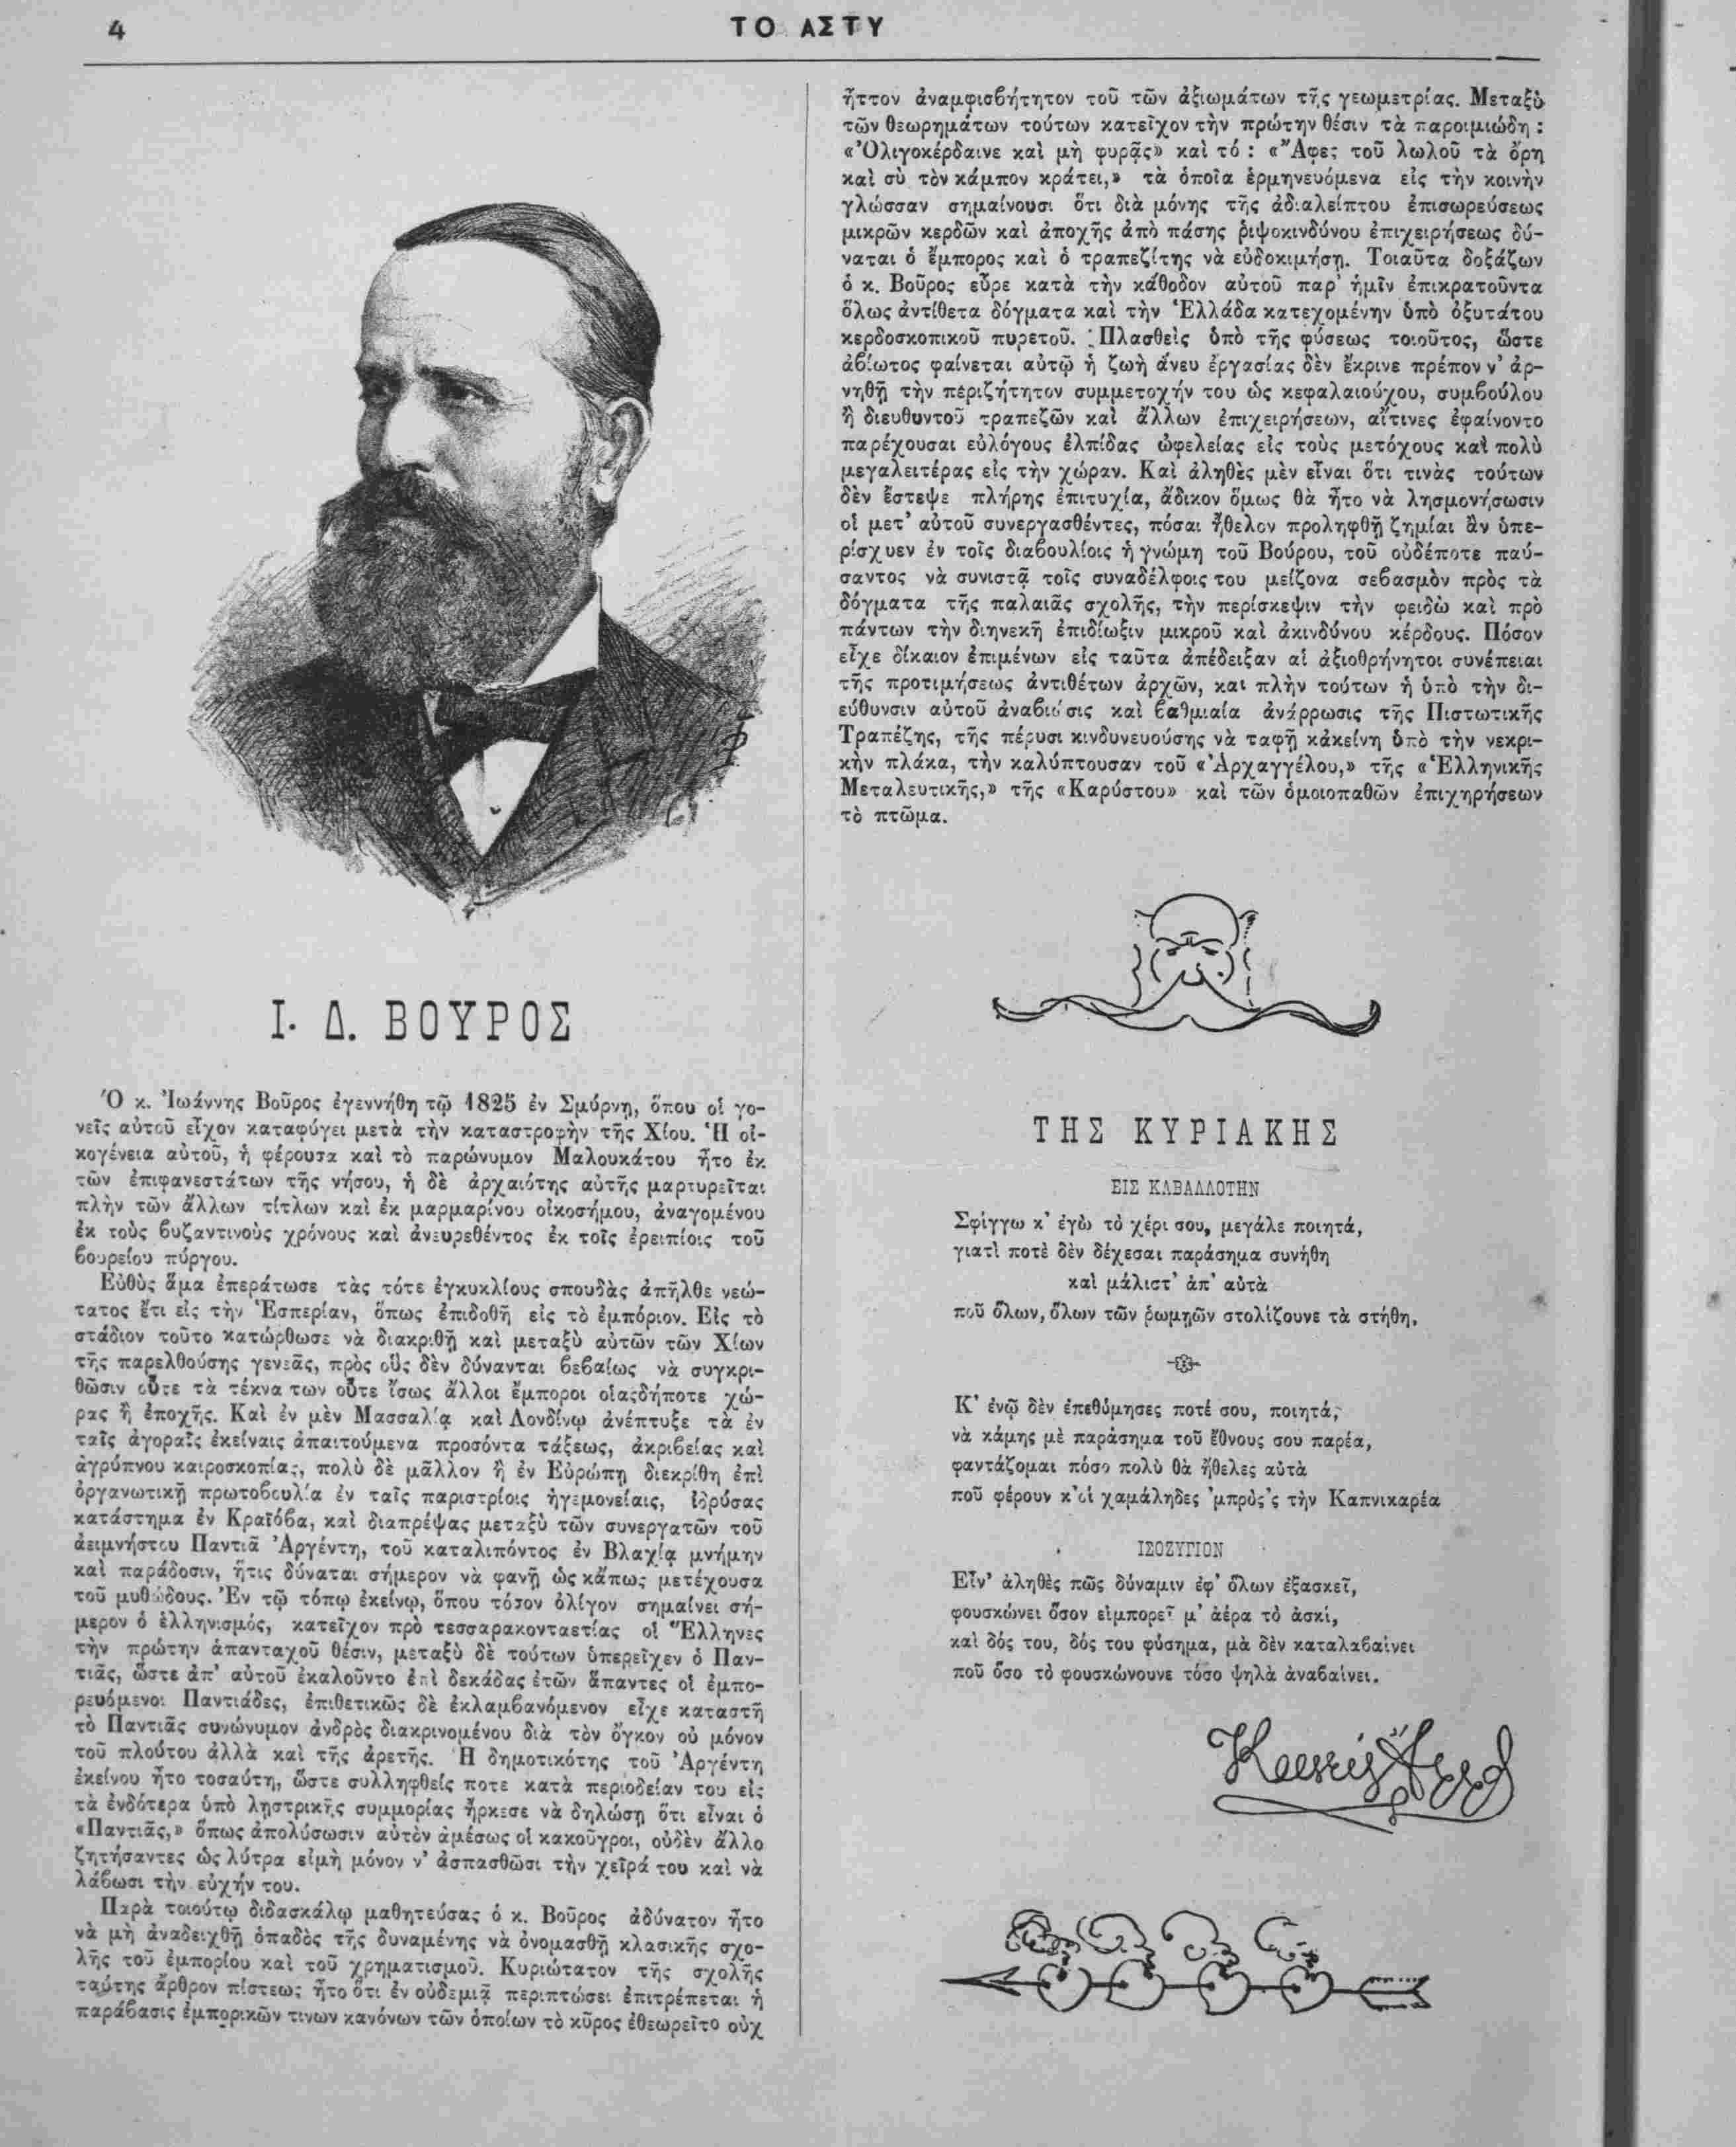 4
ΤΟ ΑΣΤΥ
Ι. Δ. ΒΟΥΡΟΣ
Ὁ κ. Ἰωάννης Βοῦρος ἐγεννήθη τῷ 1825 ἐν Σμύρνῃ, ὅπου οἱ γο-
νεῖς αὐτοῦ εἶχον καταφύγει μετὰ τὴν καταστροφὴν τῆς Χίου. Ἡ οἰ-
κογένεια αὐτοῦ, ἡ φέρουσα καὶ τὸ παρώνυμον Μαλουκάτου ἦτο ἐκ
τῶν ἐπιφανεστάτων τῆς νήσου, ἡ δὲ ἀρχαιότης αὐτῆς μαρτυρεῖται
πλὴν τῶν ἄλλων τίτλων καὶ ἐκ μαρμαρίνου οἰκοσήμου, ἀναγομένου
ἐκ τοὺς βυζαντινοὺς χρόνους καὶ ἀνευρεθέντος ἐκ τοῖς ἐρειπίοις τοῦ
βουρείου πύργου.
Εὐθὺς ἅμα ἐπεράτωσε τὰς τότε ἐγκυκλίους σπουδὰς ἀπῆλθε νεώ-
τατος ἔτι εἰς τὴν Ἑσπερίαν, ὅπως ἐπιδοθῇ εἰς τὸ ἐμπόριον. Εἰς τὸ
στάδιον τοῦτο κατώρθωσε νὰ διακριθῇ καὶ μεταξὺ αὐτῶν τῶν Χίων
τῆς παρελθούσης γενεᾶς, πρὸς οὓς δὲν δύνανται βεβαίως νὰ συγκρι-
θῶσιν οὔτε τὰ τέκνα των οὔτε ἴσως ἄλλοι ἔμποροι οἱαςδήποτε χώ-
ρας ἢ ἐποχῆς. Καὶ ἐν μὲν Μασσαλίᾳ καὶ Λονδίνῳ ἀνέπτυξε τὰ ἐν
ταῖς ἀγοραῖς ἐκείναις ἀπαιτούμενα προσόντα τάξεως, ἀκριβείας καὶ
ἀγρύπνου καιροσκοπίας, πολὺ δὲ μᾶλλον ἢ ἐν Εὐρώπῃ διεκρίθη ἐπὶ
ὀργανωτικῇ πρωτοβουλίᾳ ἐν ταῖς παριστρίοις ἡγεμονείαις, ἱδρύσας
κατάστημα ἐν Κραϊόβα, καὶ διαπρέψας μεταξὺ τῶν συνεργατῶν τοῦ
ἀειμνήστου Παντιᾶ Ἀργέντη, τοῦ καταλιπόντος ἐν Βλαχίᾳ μνήμην
καὶ παράδοσιν, ἥτις δύναται σήμερον νὰ φανῇ ὡς κἄπως μετέχουσα
τοῦ μυθώδους. Ἐν τῷ τόπῳ ἐκείνῳ, ὅπου τόσον ὀλίγον σημαίνει σή-
μερον ὁ ἑλληνισμός, κατεῖχον πρὸ τεσσαρακονταετίας οἱ Ἕλληνες
τὴν πρώτην ἁπανταχοῦ θέσιν, μεταξὺ δὲ τούτων ὑπερεῖχεν ὁ Παν-
τιᾶς, ὥστε ἀπ' αὐτοῦ ἐκαλοῦντο ἐπὶ δεκάδας ἐτῶν ἅπαντες οἱ ἐμπο-
ρευόμενοι Παντιάδες, ἐπιθετικῶς δὲ ἐκλαμβανόμενον εἶχε καταστῆ
τὸ Παντιᾶς συνώνυμον ἀνδρὸς διακρινομένου διὰ τὸν ὄγκον οὐ μόνον
τοῦ πλούτου ἀλλὰ καὶ τῆς ἀρετῆς. Ἡ δημοτικότης τοῦ Ἀργέντη
ἐκείνου ἦτο τοσαύτη, ὥστε συλληφθείς ποτε κατὰ περιοδείαν του εἰς
τὰ ἐνδότερα ὑπὸ λῃστρικῆς συμμορίας ἤρκεσε νὰ δηλώσῃ ὅτι εἶναι ὁ
«Παντιᾶς,» ὅπως ἀπολύσωσιν αὐτὸν ἀμέσως οἱ κακοῦργοι, οὐδὲν ἄλλο
ζητήσαντες ὡς λύτρα εἰμὴ μόνον ν' ἀσπασθῶσι τὴν χεῖρά του καὶ νὰ
λάβωσι τὴν εὐχήν του.
Παρὰ τοιούτῳ διδασκάλῳ μαθητεύσας ὁ κ. Βοῦρος ἀδύνατον ἦτο
νὰ μὴ ἀναδειχθῇ ὀπαδὸς τῆς δυναμένης νὰ ὀνομασθῇ κλασικῆς σχο-
λῆς τοῦ ἐμπορίου καὶ τοῦ χρηματισμοῦ. Κυριώτατον τῆς σχολῆς
ταύτης ἄρθρον πίστεως ἦτο ὅτι ἐν οὐδεμιᾷ περιπτώσει ἐπιτρέπεται ἡ
παράβασις ἐμπορικῶν τινων κανόνων τῶν ὁποίων τὸ κῦρος ἐθεωρεῖτο οὐχ
ἧττον ἀναμφισβήτητον τοῦ τῶν ἀξιωμάτων τῆς γεωμετρίας. Μεταξὺ
τῶν θεωρημάτων τούτων κατεῖχον τὴν πρώτην θέσιν τὰ παροιμιώδη :
«Ὀλιγοκέρδαινε καὶ μὴ φυρᾷς» καὶ τό : «Ἄφες τοῦ λωλοῦ τὰ ὄρη
καὶ σὺ τὸν κάμπον κράτει,» τὰ ὁποῖα ἑρμηνευόμενα εἰς τὴν κοινὴν
γλῶσσαν σημαίνουσι ὅτι διὰ μόνης τῆς ἀδιαλείπτου ἐπισωρεύσεως
μικρῶν κερδῶν καὶ ἀποχῆς ἀπὸ πάσης ῥιψοκινδύνου ἐπιχειρήσεως δύ-
ναται ὁ ἔμπορος καὶ ὁ τραπεζίτης νὰ εὐδοκιμήσῃ. Τοιαῦτα δοξάζων
ὁ κ. Βοῦρος εὗρε κατὰ τὴν κάθοδον αὐτοῦ παρ' ἡμῖν ἐπικρατοῦντα
ὅλως ἀντίθετα δόγματα καὶ τὴν Ἑλλάδα κατεχομένην ὑπὸ ὀξυτάτου
κερδοσκοπικοῦ πυρετοῦ. Πλασθεὶς ὑπὸ τῆς φύσεως τοιοῦτος, ὥστε
ἀβίωτος φαίνεται αὐτῷ ἡ ζωὴ ἄνευ ἐργασίας δὲν ἔκρινε πρέπον ν' ἀρ-
νηθῇ τὴν περιζήτητον συμμετοχήν του ὡς κεφαλαιούχου, συμβούλου
ἢ διευθυντοῦ τραπεζῶν καὶ ἄλλων ἐπιχειρήσεων, αἵτινες ἐφαίνοντο
παρέχουσαι εὐλόγους ἐλπίδας ὠφελείας εἰς τοὺς μετόχους καὶ πολὺ
μεγαλειτέρας εἰς τὴν χώραν. Καὶ ἀληθὲς μὲν εἶναι ὅτι τινὰς τούτων
δὲν ἔστεψε πλήρης ἐπιτυχία, ἄδικον ὅμως θὰ ἦτο νὰ λησμονήσωσιν
οἱ μετ' αὐτοῦ συνεργασθέντες, πόσαι ἤθελον προληφθῇ ζημίαι ἂν ὑπε-
ρίσχυεν ἐν τοῖς διαβουλίοις ἡ γνώμη τοῦ Βούρου, τοῦ οὐδέποτε παύ-
σαντος νὰ συνιστᾷ τοῖς συναδέλφοις του μείζονα σεβασμὸν πρὸς τὰ
δόγματα τῆς παλαιᾶς σχολῆς, τὴν περίσκεψιν τὴν φειδὼ καὶ πρὸ
πάντων τὴν διηνεκῆ ἐπιδίωξιν μικροῦ καὶ ἀκινδύνου κέρδους. Πόσον
εἶχε δίκαιον ἐπιμένων εἰς ταῦτα ἀπέδειξαν αἱ ἀξιοθρήνητοι συνέπειαι
τῆς προτιμήσεως ἀντιθέτων ἀρχῶν, και πλὴν τούτων ἡ ὑπὸ τὴν δι-
εύθυνσιν αὐτοῦ ἀναβίωσις καὶ βαθμιαία ἀνάρρωσις τῆς Πιστωτικῆς
Τραπέζης, τῆς πέρυσι κινδυνευούσης νὰ ταφῇ κἀκείνη ὑπὸ τὴν νεκρι-
κὴν πλάκα, τὴν καλύπτουσαν τοῦ «Ἀρχαγγέλου,» τῆς «Ἑλληνικῆς
Μεταλευτικῆς,» τῆς «Καρύστου» καὶ τῶν ὁμοιοπαθῶν ἐπιχηρήσεων
τὸ πτῶμα.
ΤΗΣ ΚΥΡΙΑΚΗΣ
ΕΙΣ ΚΑΒΑΛΛΟΤΗΝ
Σφίγγω κ' ἐγὼ τὸ χέρι σου, μεγάλε ποιητά,
γιατὶ ποτὲ δὲν δέχεσαι παράσημα συνήθη
καὶ μάλιστ' ἀπ' αὐτὰ
ποῦ ὅλων, ὅλων τῶν ῥωμῃῶν στολίζουνε τὰ στήθη.
Κ' ἐνῷ δὲν ἐπεθύμησες ποτέ σου, ποιητά,
νὰ κάμῃς μὲ παράσημα τοῦ ἔθνους σου παρέα,
φαντάζομαι πόσο πολὺ θὰ ἤθελες αὐτὰ
ποῦ φέρουν κ' οἱ χαμάληδες 'μπρὸς 'ς τὴν Καπνικαρέα
ΙΣΟΖΥΓΙΟΝ
Εἶν' ἀληθὲς πῶς δύναμιν ἐφ' ὅλων ἐξασκεῖ,
φουσκώνει ὅσον εἰμπορεῖ μ' ἀέρα τὸ ἀσκί,
καὶ δός του, δός του φύσημα, μὰ δὲν καταλαβαίνει
ποῦ ὅσο τὸ φουσκώνουνε τόσο ψηλὰ ἀναβαίνει.